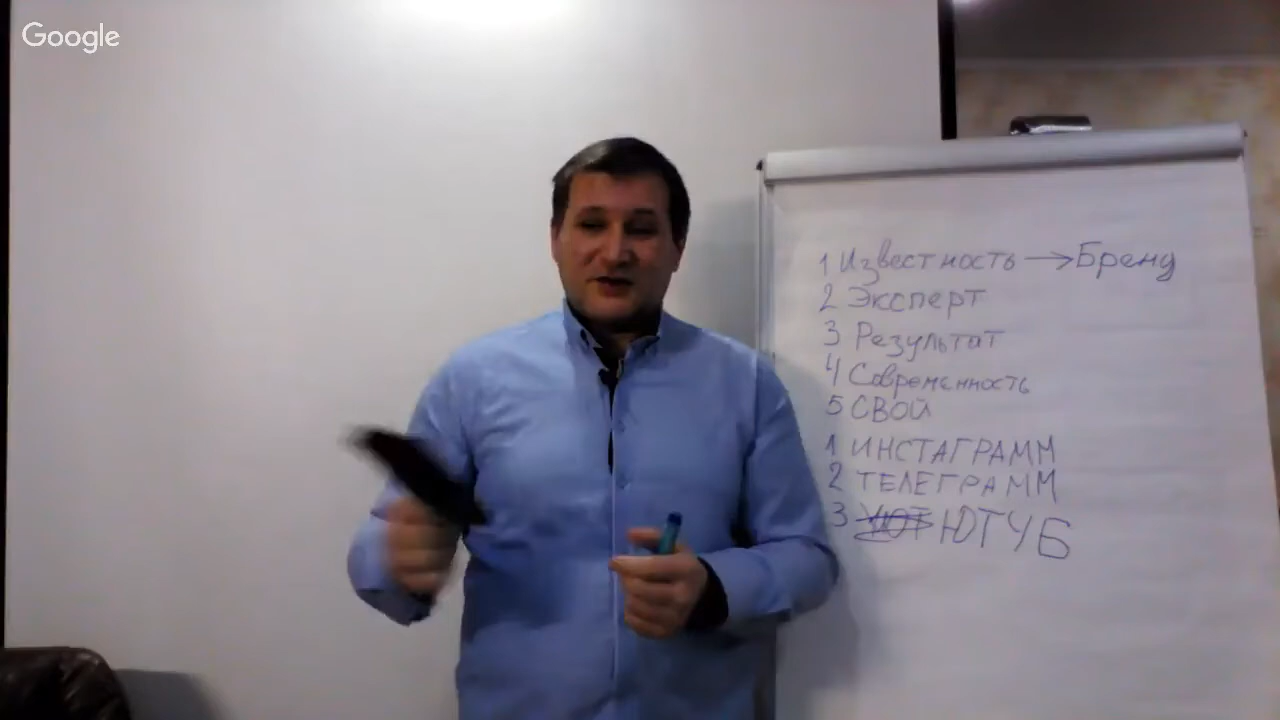 Google
1 Известность → Бренд
2 Эксперт
3 Результат
4 Современность
5 СВОЙ
1 ИНСТАГРАММ
2 ТЕЛЕГРАММ
3 ЮТУБ